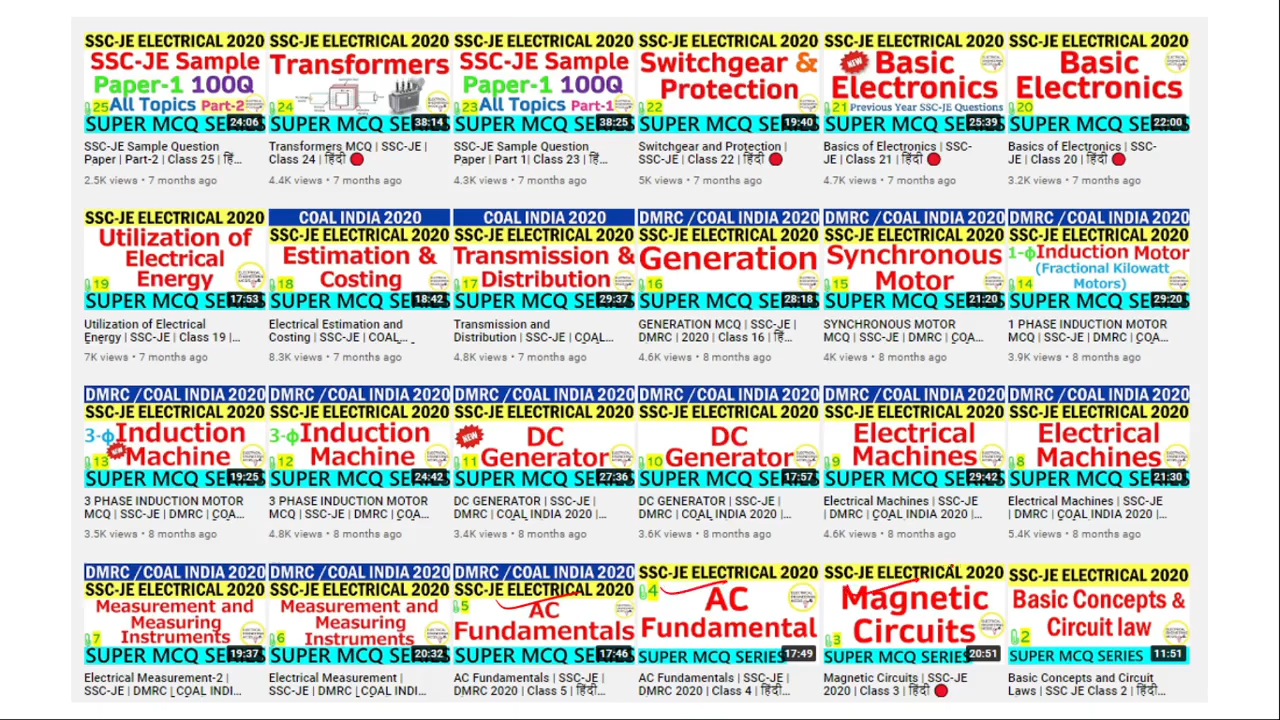 SSC-JE ELECTRICAL 2020 SSC-JE ELECTRICAL 2020 SSC-JE ELECTRICAL 2020 SSC-JE ELECTRICAL 2020 SSC-JE ELECTRICAL 2020 SSC-JE ELECTRICAL 2020
SSC-JE Sample
Paper-1 100Q
25 All Topics Part-2
SUPER MCQ SERIES 24:06
SSC-JE Sample Question
Paper | Part-2 | Class 25 | हिं...
2.5K views • 7 months ago
Transformers
24
SUPER MCQ SERIES 38:14
Transformers MCQ | SSC-JE |
Class 24 | हिंदी
4.4K views • 7 months ago
SSC-JE Sample
Paper-1 100Q
23 All Topics Part-1
SUPER MCQ SERIES 38:25
SSC-JE Sample Question
Paper | Part 1| Class 23 | हिं...
4.3K views • 7 months ago
Switchgear &
Protection
22
SUPER MCQ SERIES 19:40
Switchgear and Protection |
SSC-JE | Class 22 | हिंदी
5K views • 7 months ago
NEW Basic
Electronics
21 Previous Year SSC-JE Questions
SUPER MCQ SERIES 25:39
Basics of Electronics | SSC-
JE | Class 21 | हिंदी
4.7K views • 7 months ago
Basic
Electronics
20
SUPER MCQ SERIES 22:00
Basics of Electronics | SSC-
JE | Class 20 | हिंदी
3.2K views • 7 months ago
SSC-JE ELECTRICAL 2020
Utilization of
Electrical
Energy
19
SUPER MCQ SERIES 17:53
Utilization of Electrical
Energy | SSC-JE | Class 19 |...
7K views • 7 months ago
COAL INDIA 2020
SSC-JE ELECTRICAL 2020
Estimation &
Costing
18
SUPER MCQ SERIES 18:42
Electrical Estimation and
Costing | SSC-JE | COAL...
8.3K views • 7 months ago
COAL INDIA 2020
SSC-JE ELECTRICAL 2020
Transmission &
Distribution
17
SUPER MCQ SERIES 29:37
Transmission and
Distribution | SSC-JE | COAL...
4.8K views • 7 months ago
DMRC /COAL INDIA 2020
SSC-JE ELECTRICAL 2020
Generation
16
SUPER MCQ SERIES 28:18
GENERATION MCQ | SSC-JE |
DMRC | 2020 | Class 16 | हिं...
4.6K views • 8 months ago
DMRC /COAL INDIA 2020
SSC-JE ELECTRICAL 2020
Synchronous
Motor
15
SUPER MCQ SERIES 21:20
SYNCHRONOUS MOTOR
MCQ | SSC-JE | DMRC | COA...
4K views • 8 months ago
DMRC /COAL INDIA 2020
SSC-JE ELECTRICAL 2020
1-ϕInduction Motor
(Fractional Kilowatt
Motors)
14
SUPER MCQ SERIES 29:20
1 PHASE INDUCTION MOTOR
MCQ | SSC-JE | DMRC | COA...
3.9K views • 8 months ago
DMRC /COAL INDIA 2020
SSC-JE ELECTRICAL 2020
3-ϕInduction
Machine
13
SUPER MCQ SERIES 19:25
3 PHASE INDUCTION MOTOR
MCQ | SSC-JE | DMRC | COA...
3.5K views • 8 months ago
DMRC /COAL INDIA 2020
SSC-JE ELECTRICAL 2020
3-ϕInduction
Machine
12
SUPER MCQ SERIES 24:42
3 PHASE INDUCTION MOTOR
MCQ | SSC-JE | DMRC | COA...
4.8K views • 8 months ago
DMRC /COAL INDIA 2020
SSC-JE ELECTRICAL 2020
NEW DC
Generator
11
SUPER MCQ SERIES 27:36
DC GENERATOR | SSC-JE |
DMRC | COAL INDIA 2020 |...
3.4K views • 8 months ago
DMRC /COAL INDIA 2020
SSC-JE ELECTRICAL 2020
DC
Generator
10
SUPER MCQ SERIES 17:57
DC GENERATOR | SSC-JE |
DMRC | COAL INDIA 2020 |...
3.6K views • 8 months ago
DMRC /COAL INDIA 2020
SSC-JE ELECTRICAL 2020
Electrical
Machines
9
SUPER MCQ SERIES 29:42
Electrical Machines | SSC-JE
| DMRC | COAL INDIA 2020 |...
4.6K views • 8 months ago
DMRC /COAL INDIA 2020
SSC-JE ELECTRICAL 2020
Electrical
Machines
8
SUPER MCQ SERIES 21:30
Electrical Machines | SSC-JE
| DMRC | COAL INDIA 2020 |...
5.4K views • 8 months ago
DMRC /COAL INDIA 2020
SSC-JE ELECTRICAL 2020
Measurement and
Measuring
Instruments
7
SUPER MCQ SERIES 19:37
Electrical Measurement-2 |
SSC-JE | DMRC | COAL INDI...
DMRC /COAL INDIA 2020
SSC-JE ELECTRICAL 2020
Measurement and
Measuring
Instruments
6
SUPER MCQ SERIES 20:32
Electrical Measurement |
SSC-JE | DMRC | COAL INDI...
DMRC /COAL INDIA 2020
SSC-JE ELECTRICAL 2020
5 AC
Fundamentals
SUPER MCQ SERIES 17:46
AC Fundamentals | SSC-JE |
DMRC 2020 | Class 5 | हिंदी...
SSC-JE ELECTRICAL 2020
4 AC
Fundamental
SUPER MCQ SERIES 17:49
AC Fundamentals | SSC-JE |
DMRC 2020 | Class 4 | हिंदी...
SSC-JE ELECTRICAL 2020
Magnetic
Circuits
3
SUPER MCQ SERIES 20:51
Magnetic Circuits | SSC-JE
2020 | Class 3 | हिंदी
SSC-JE ELECTRICAL 2020
Basic Concepts &
Circuit law
2
SUPER MCQ SERIES 11:51
Basic Concepts and Circuit
Laws | SSC JE Class 2 | हिंदी...